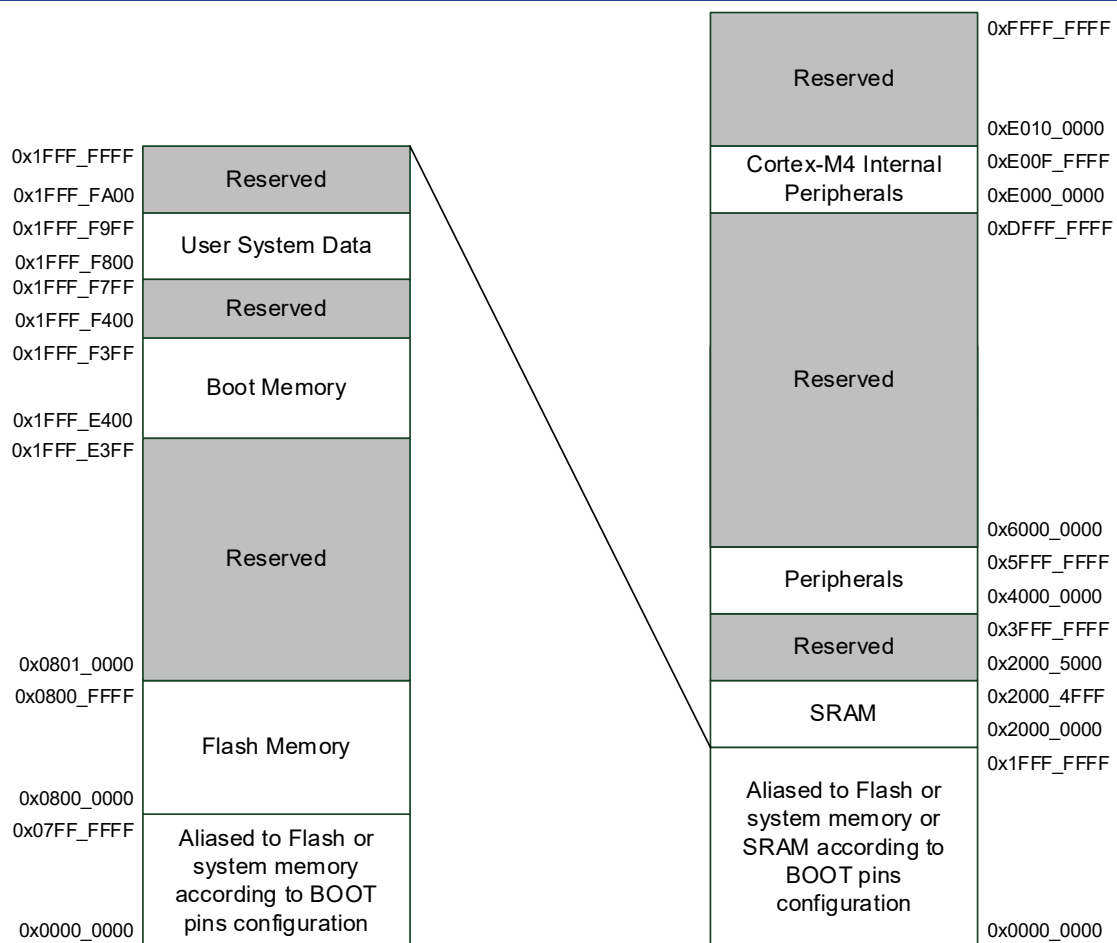 0x1FFF_FFFF
Reserved
0x1FFF_FA00
0x1FFF_F9FF
User System Data
0x1FFF_F800
0x1FFF_F7FF
Reserved
0x1FFF_F400
0x1FFF_F3FF
Boot Memory
0x1FFF_E400
0x1FFF_E3FF
Reserved
0x0801_0000
0x0800_FFFF
Flash Memory
0x0800_0000
0x07FF_FFFF
Aliased to Flash or
system memory
according to BOOT
pins configuration
0x0000_0000
0xFFFF_FFFF
Reserved
0xE010_0000
Cortex-M4 Internal
Peripherals
0xE00F_FFFF
0xE000_0000
0xDFFF_FFFF
Reserved
0x6000_0000
0x5FFF_FFFF
Peripherals
0x4000_0000
0x3FFF_FFFF
Reserved
0x2000_5000
0x2000_4FFF
SRAM
0x2000_0000
0x1FFF_FFFF
Aliased to Flash or
system memory or
SRAM according to
BOOT pins
configuration
0x0000_0000